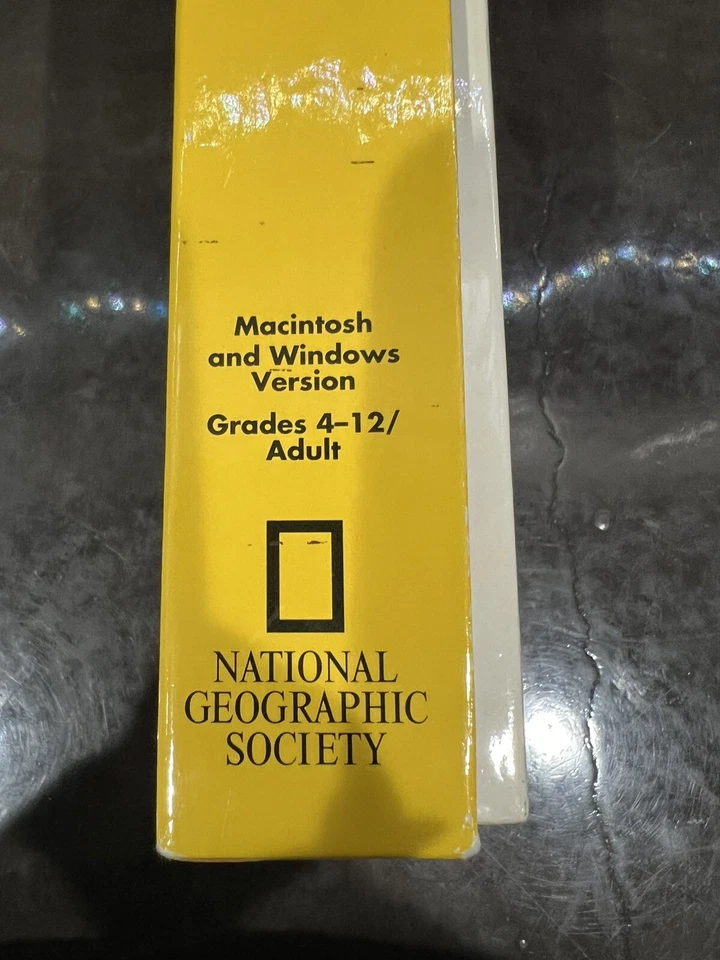 Macintosh
and Windows
Version
Grades 4–12/
Adult
NATIONAL
GEOGRAPHIC
SOCIETY